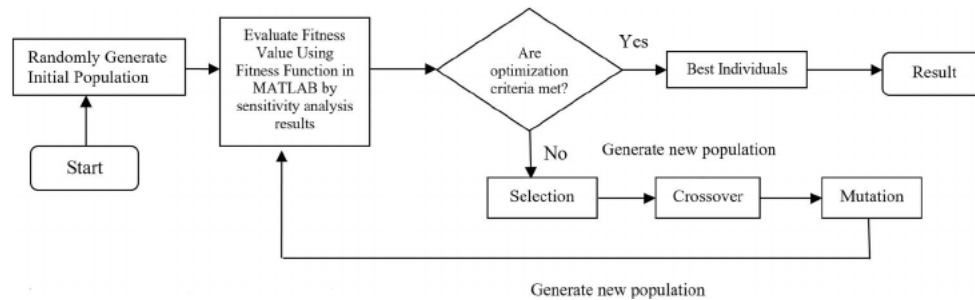 Randomly Generate
Initial Population
Start
Evaluate Fitness
Value Using
Fitness Function in
MATLAB by
sensitivity analysis
results
Are
optimization
criteria met?
Yes
Best Individuals
Result
No
Generate new population
Selection
Crossover
Mutation
Generate new population